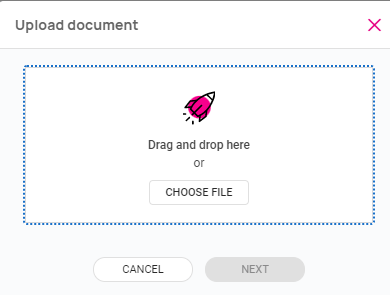 Upload document
Drag and drop here
or
CHOOSE FILE
CANCEL
NEXT